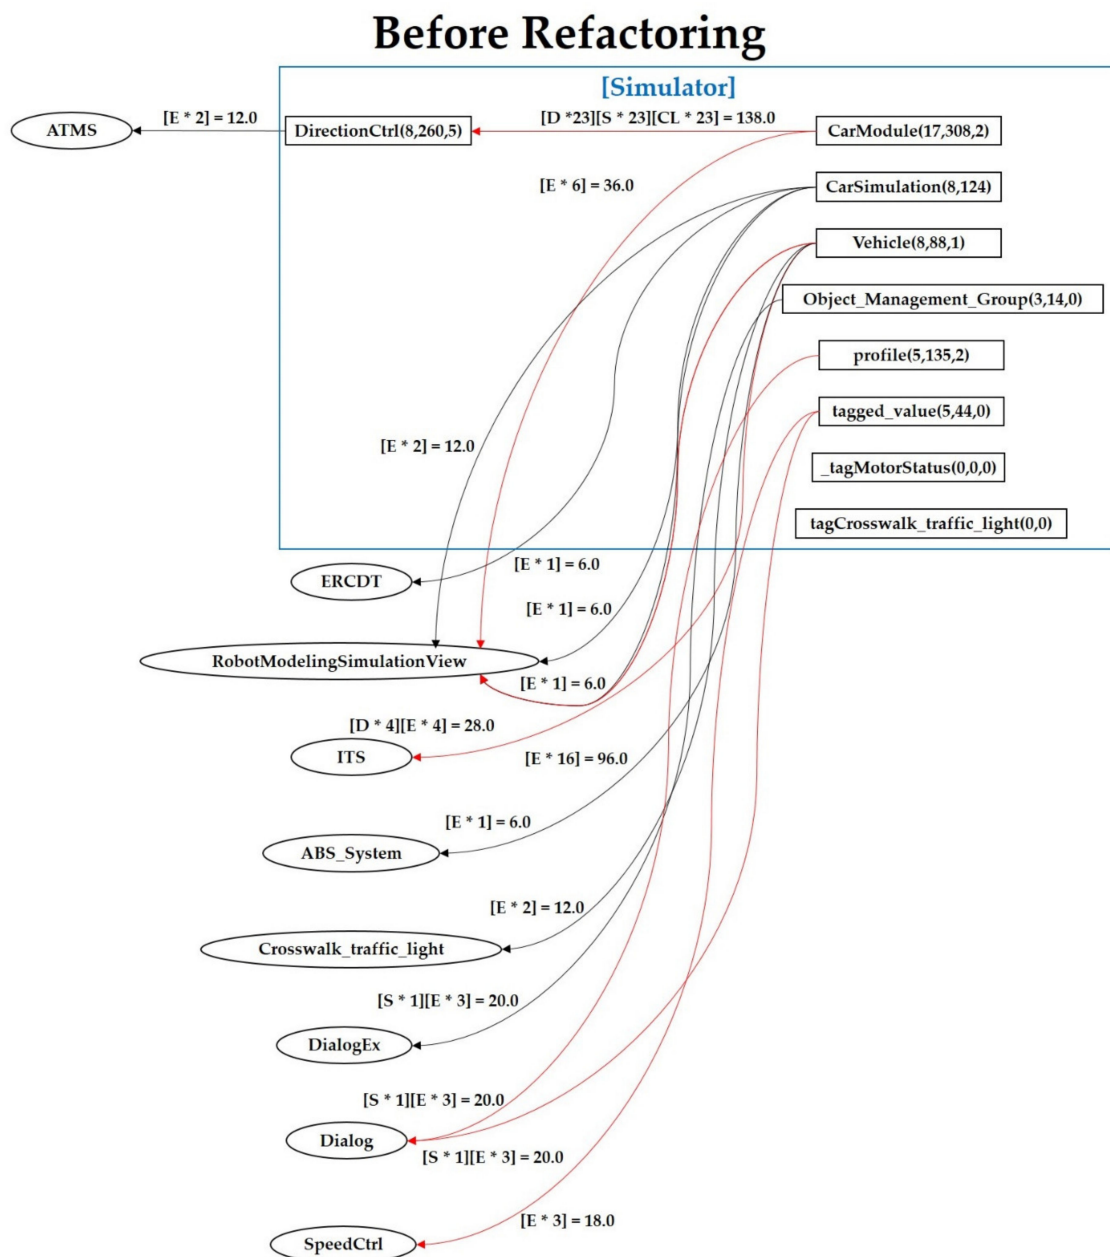 Before Refactoring
[Simulator]
ATMS
[E * 2] = 12.0
DirectionCtrl(8,260,5)
[D *23][S * 23][CL * 23] = 138.0
CarModule(17,308,2)
[E * 6] = 36.0
CarSimulation(8,124)
Vehicle(8,88,1)
Object_Management_Group(3,14,0)
profile(5,135,2)
tagged_value(5,44,0)
[E * 2] = 12.0
_tagMotorStatus(0,0,0)
tagCrosswalk_traffic_light(0,0)
ERCDT
[E * 1] = 6.0
[E * 1] = 6.0
RobotModelingSimulationView
[E * 1] = 6.0
[D * 4][E * 4] = 28.0
ITS
[E * 16] = 96.0
[E * 1] = 6.0
ABS_System
[E * 2] = 12.0
Crosswalk_traffic_light
[S * 1][E * 3] = 20.0
DialogEx
[S * 1][E * 3] = 20.0
Dialog
[S * 1][E * 3] = 20.0
[E * 3] = 18.0
SpeedCtrl